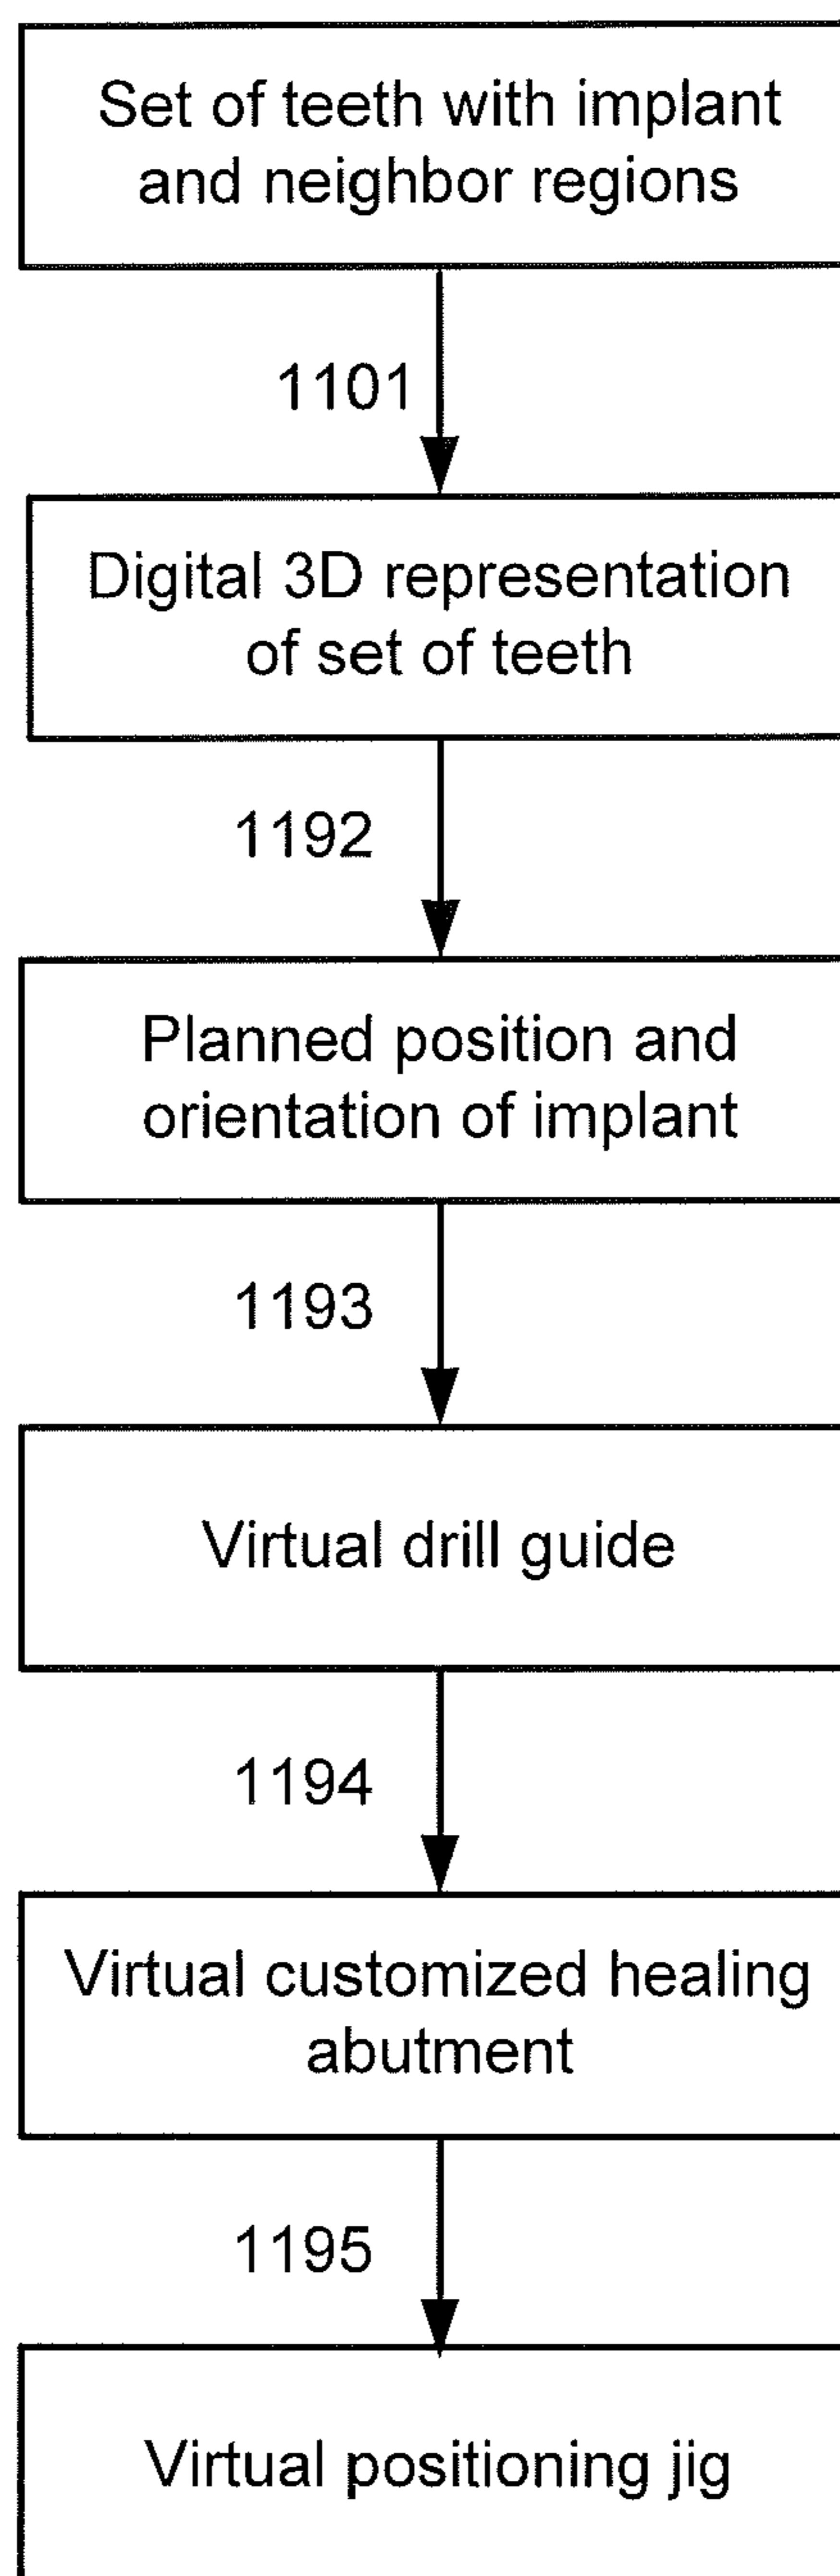 Set of teeth with implant
and neighbor regions
1101
Digital 3D representation
of set of teeth
1192
Planned position and
orientation of implant
1193
Virtual drill guide
1194
Virtual customized healing
abutment
1195
Virtual positioning jig